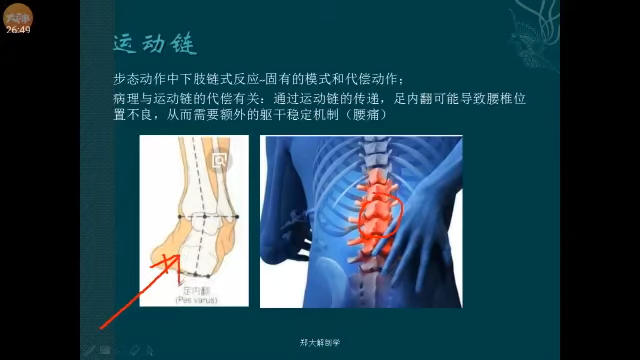 大神
26:49
运动链
步态动作中下肢链式反应–固有的模式和代偿动作；
病理与运动链的代偿有关：通过运动链的传递，足内翻可能导致腰椎位
置不良，从而需要额外的躯干稳定机制（腰痛）
足内翻
(Pes varus)
郑大解剖学